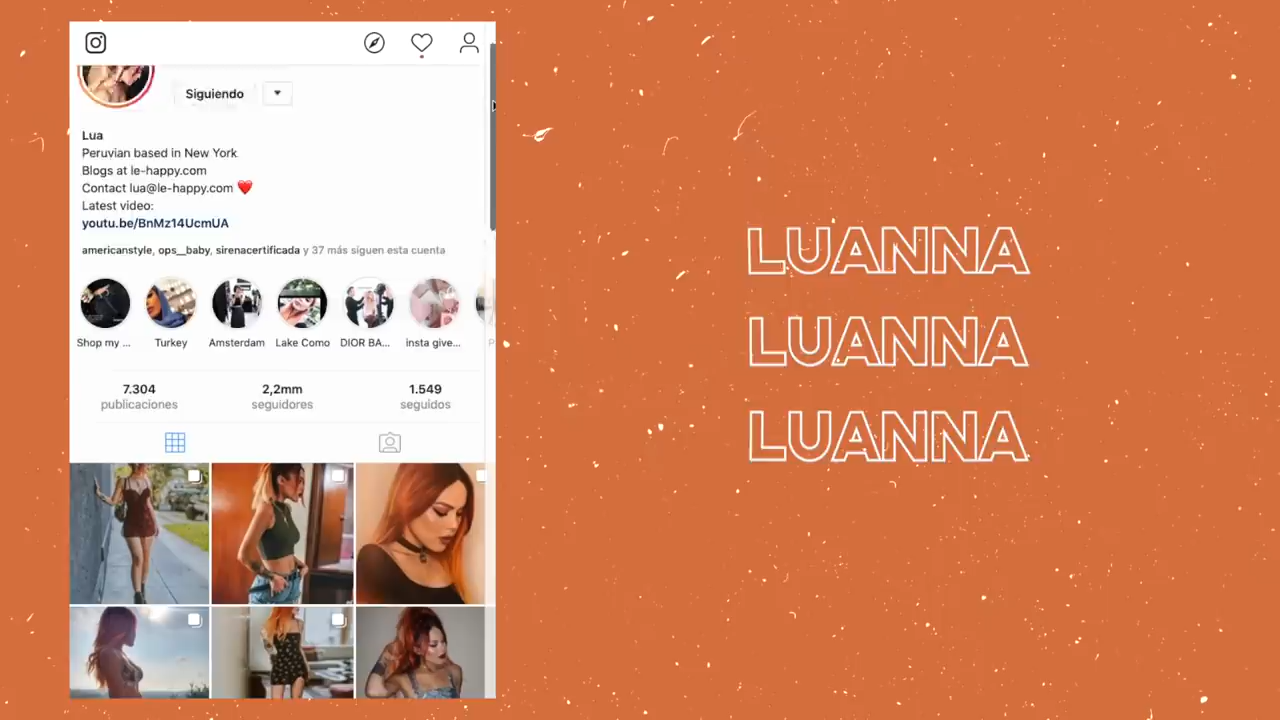 Siguiendo
Lua
Peruvian based in New York
Blogs at le-happy.com
Contact lua@le-happy.com ❤️
Latest video:
youtu.be/BnMz14UcmUA
americanstyle, ops__baby, sirenacertificada y 37 más siguen esta cuenta
Shop my ... Turkey Amsterdam Lake Como DIOR BA... insta give... P
7.304 2,2mm 1.549
publicaciones seguidores seguidos
LUANNA
LUANNA
LUANNA